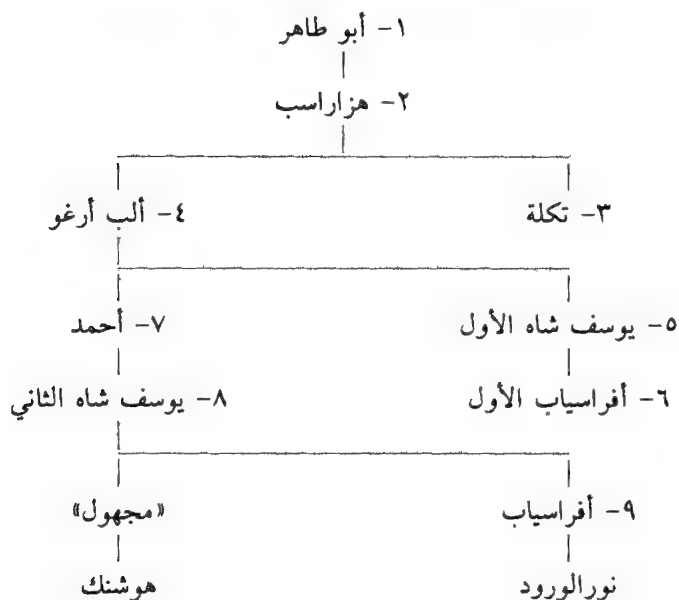 ١- أبو طاهر
٢- هزاراسب
٣- تكلة
٤- ألب أرغو
٥- يوسف شاه الأول
٧- أحمد
٦- أفراسياب الأول
٨- يوسف شاه الثاني
٩- أفراسياب
«مجهول»
نورالورود
هوشنك